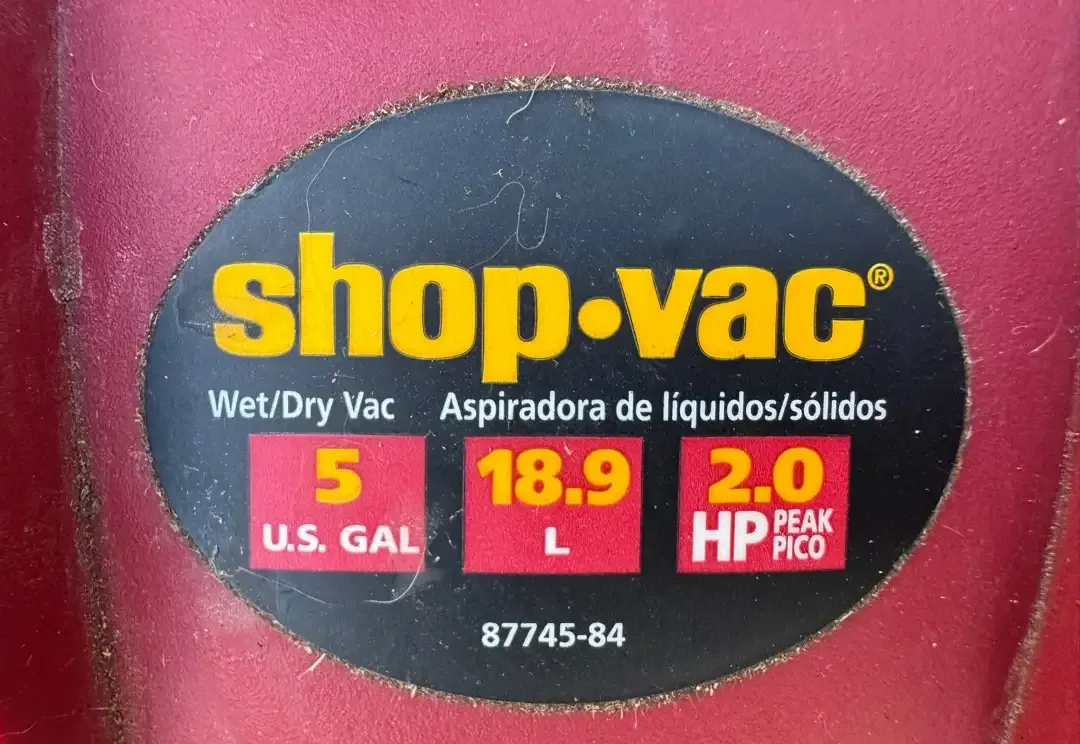 shop•vac®
Wet/Dry Vac Aspiradora de líquidos/sólidos
5 18.9 2.0
U.S. GAL L HP PEAK PICO
87745-84